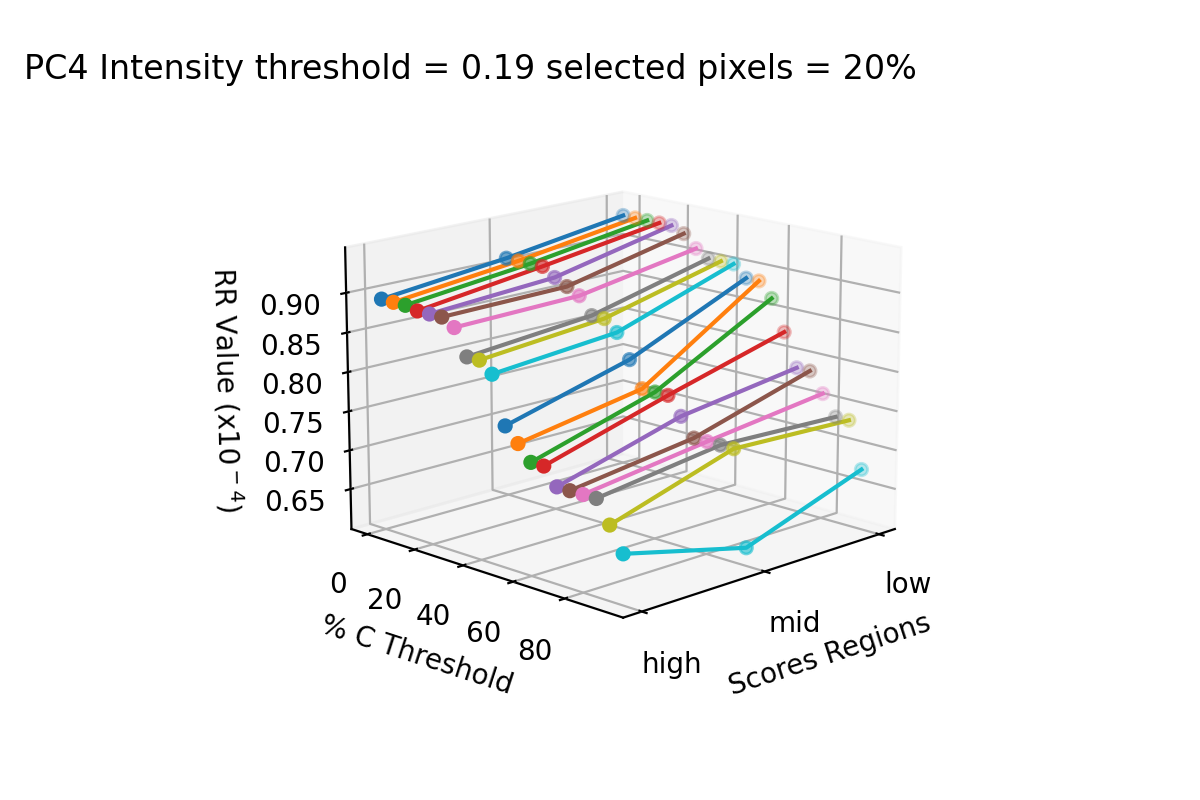 PC4 Intensity threshold = 0.19 selected pixels = 20%
RR Value (x10⁻⁴)
0.90
0.85
0.80
0.75
0.70
0.65
0
20
40
60
80
% C Threshold
high
mid
low
Scores Regions